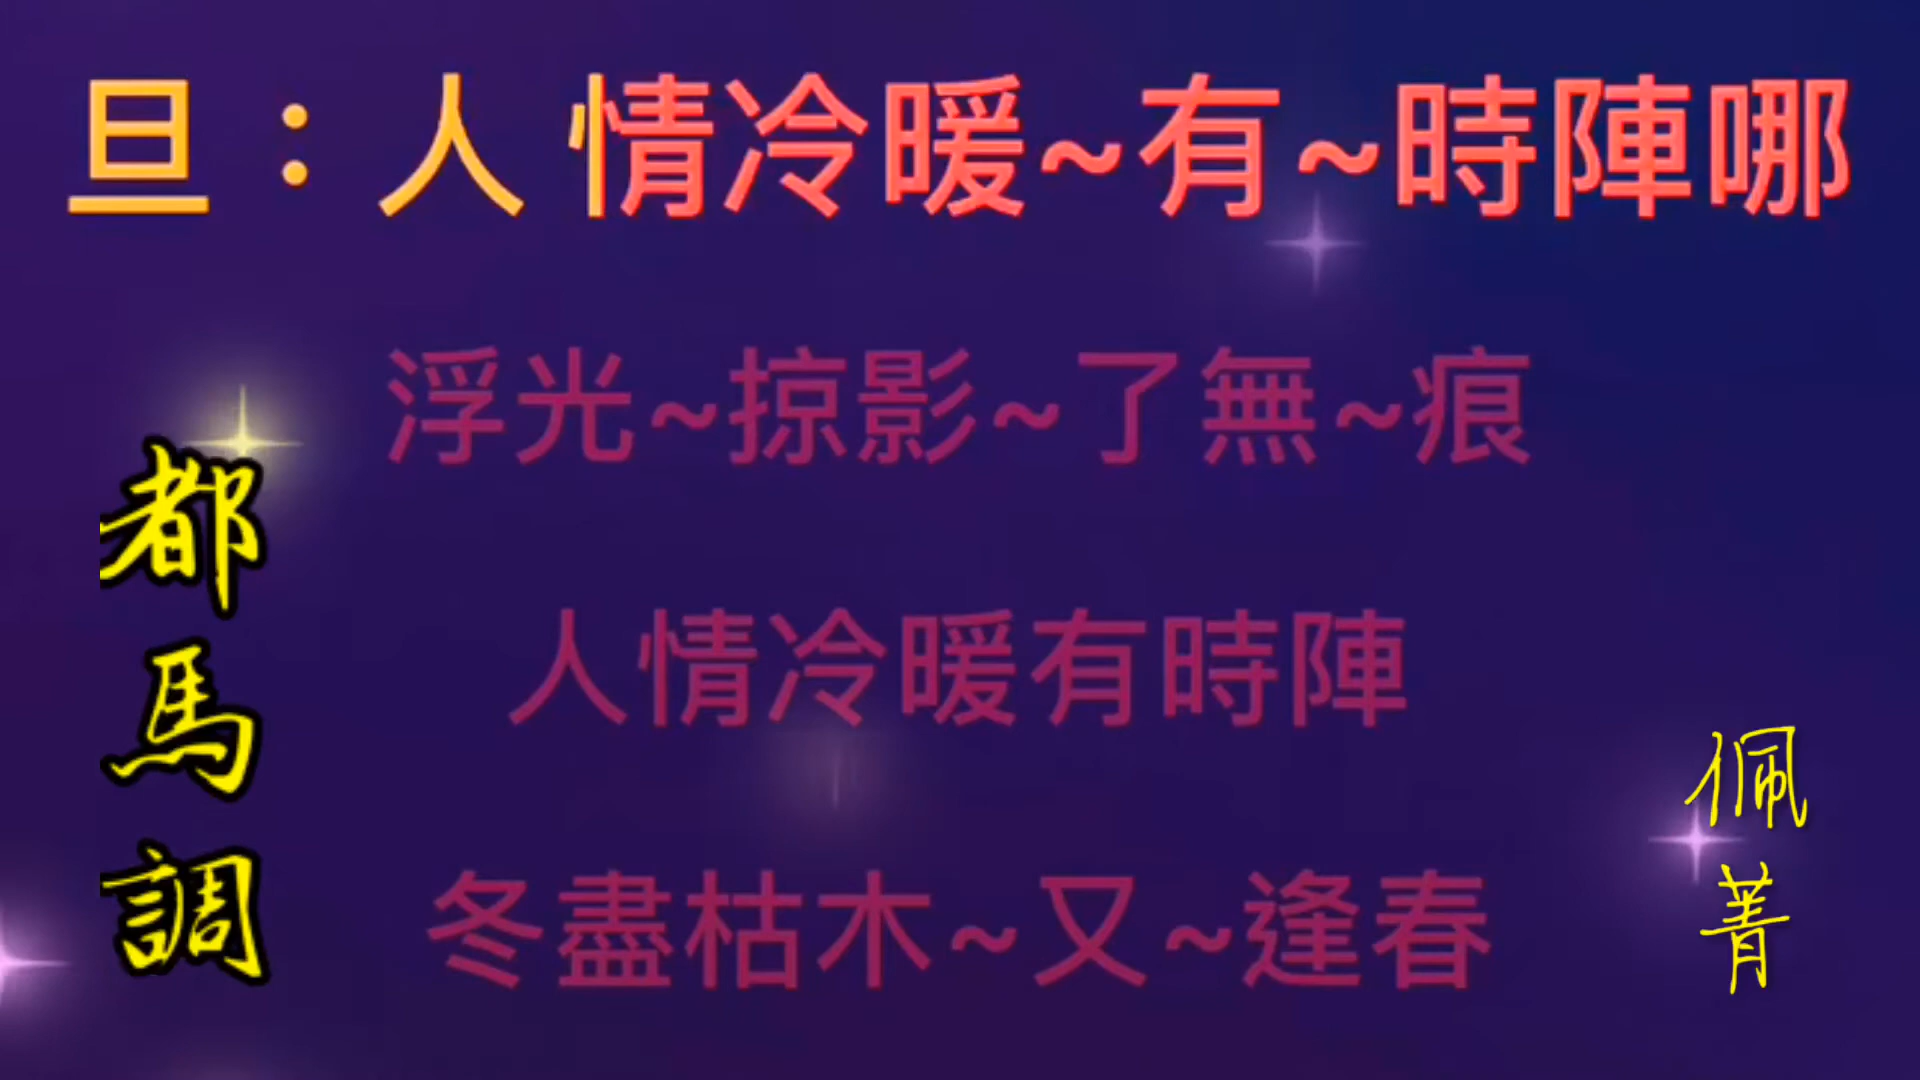 旦：人 情冷暖~有~時陣哪
浮光~掠影~了無~痕
人情冷暖有時陣
冬盡枯木~又~逢春
都馬調
佩菁